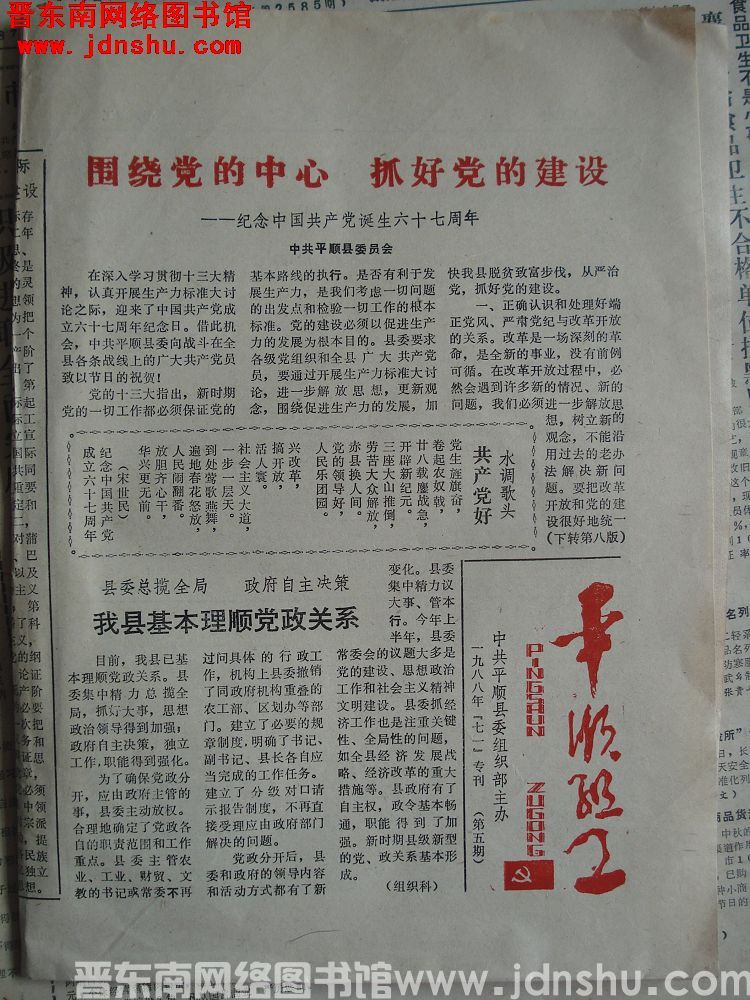 晋东南网络图书馆
www.jdnshu.com
围绕党的中心 抓好党的建设
——纪念中国共产党诞生六十七周年
中共平顺县委员会
在深入学习贯彻十三大精
神，认真开展生产力标准大讨
论之际，迎来了中国共产党成
立六十七周年纪念日。借此机
会，中共平顺县委向战斗在全
县各条战线上的广大共产党员
致以节日的祝贺！
党的十三大指出，新时期
党的一切工作都必须保证党的
基本路线的执行。是否有利于发
展生产力，是我们考虑一切问题
的出发点和检验一切工作的根本
标准。党的建设必须以促进生产
力的发展为根本目的。县委要求
各级党组织和全县广大共产党
员，要通过开展生产力标准大讨
论，进一步解放思想，更新观
念，围绕促进生产力的发展，加
快我县脱贫致富步伐，从严治
党，抓好党的建设。
一、正确认识和处理好端
正党风、严肃党纪与改革开放
的关系。改革是一场深刻的革
命，是全新的事业，没有前例
可循。在改革开放过程中，必
然会遇到许多新的情况、新的
问题，我们必须进一步解放思
想，树立新的
观念，不能沿
用过去的老办
法解决新问
题。要把改革
开放和党的建
设很好地统一
（下转第八版）
水调歌头
共产党好
党生旌旗奋，
卷起农奴戟，
廿八载鏖战急，
开辟新纪元。
三座大山推倒，
劳苦大众解放，
赤县换人间。
党的领导好，
人民乐团圆。
兴改革，
搞开放，
活人寰。
社会主义大道，
一步一层天。
到处莺歌燕舞，
遍地春花怒放，
人民雨翻番。
放胆齐心干，
华兴更无前。
（宋世民）
纪念中国共产党
成立六十七周年
县委总揽全局 政府自主决策
我县基本理顺党政关系
目前，我县已基
本理顺党政关系。县
委集中精力总揽全
局，抓好大事，思想
政治领导得到加强；
政府自主决策，独立
工作，职能得到强化。
为了确保党政分
开，应由政府主管的
事，县委主动放权。
合理地确定了党政各
自的职责范围和工作
重点。县委主管农
业、工业、财贸、文
教的书记或常委不再
过问具体的行政工
作，机构上县委撤销
了同政府机构重叠的
农工部、区划办等部
门。建立了必要的规
章制度，明确了书记、
副书记、县长各自应
当完成的工作任务。
建立了分级对口请
示报告制度，不再直
接受理应由政府部门
解决的问题。
党政分开后，县
委和政府的领导内容
和活动方式都有了新
变化。县委
集中精力议
大事、管本
行。今年上
半年，县委
常委会的议题大多是
党的建设、思想政治
工作和社会主义精神
文明建设。县委抓经
济工作也是注重关键
性、全局性的问题，
如全县经济发展战
略、经济改革的重大
措施等。县政府有了
自主权，政令基本畅
通，职能得到了加
强。新时期县级新型
的党、政关系基本形
成。
（组织科）
平顺组工
PINGSHUN ZUGONG
中共平顺县委组织部主办
一九八八年“七一”专刊 （第五期）
晋东南网络图书馆www.jdnshu.com